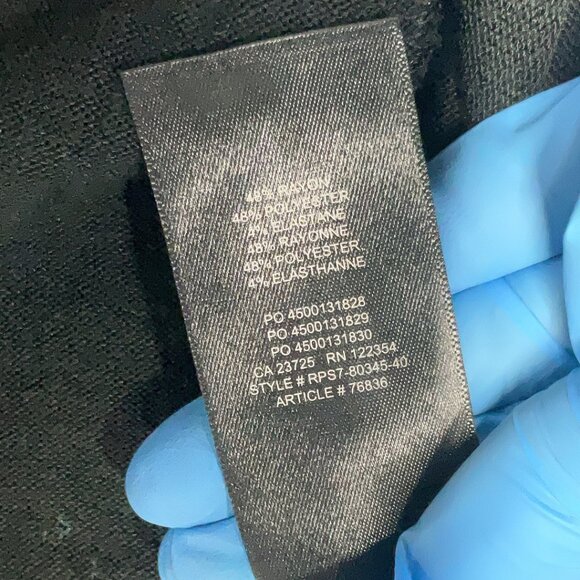 48% RAYON
48% POLYESTER
4% ELASTANE
48% RAYONNE
48% POLYESTER
4% ELASTHANNE
PO 4500131828
PO 4500131829
PO 4500131830
CA 23725 RN 122354
STYLE # RPS7-80345-40
ARTICLE # 76836